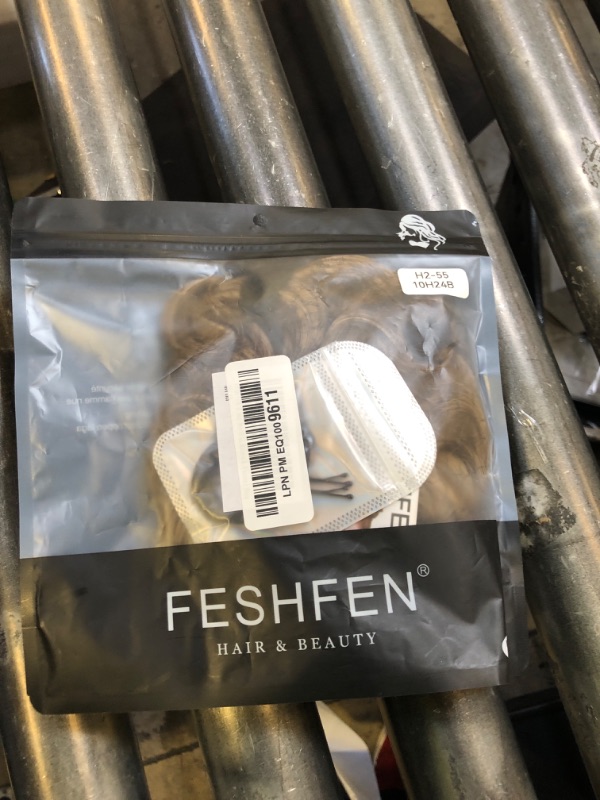 H2-55
10H24B
LPN PM EQ1009611
FESHFEN®
HAIR & BEAUTY